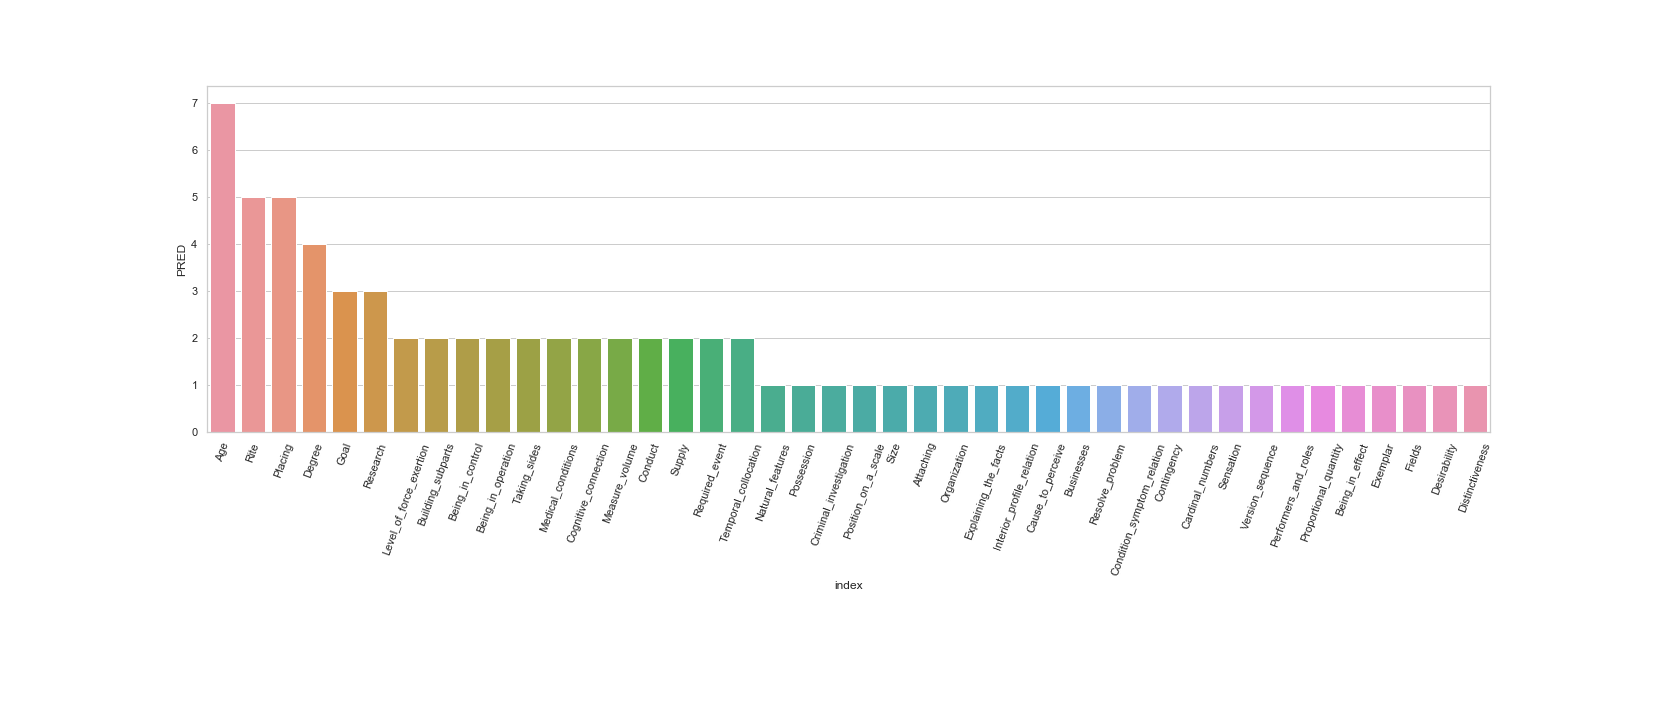 7
6
5
4
3
2
1
0
PRED
Age
Rite
Placing
Degree
Goal
Research
Level_of_force_exertion
Building_subparts
Being_in_control
Being_in_operation
Taking_sides
Medical_conditions
Cognitive_connection
Measure_volume
Conduct
Supply
Required_event
Temporal_collocation
Natural_features
Possession
Criminal_investigation
Position_on_a_scale
Size
Attaching
Organization
Explaining_the_facts
Interior_profile_relation
Cause_to_perceive
Businesses
Resolve_problem
Condition_symptom_relation
Contingency
Cardinal_numbers
Sensation
Version_sequence
Performers_and_roles
Proportional_quantity
Being_in_effect
Exemplar
Fields
Desirability
Distinctiveness
index